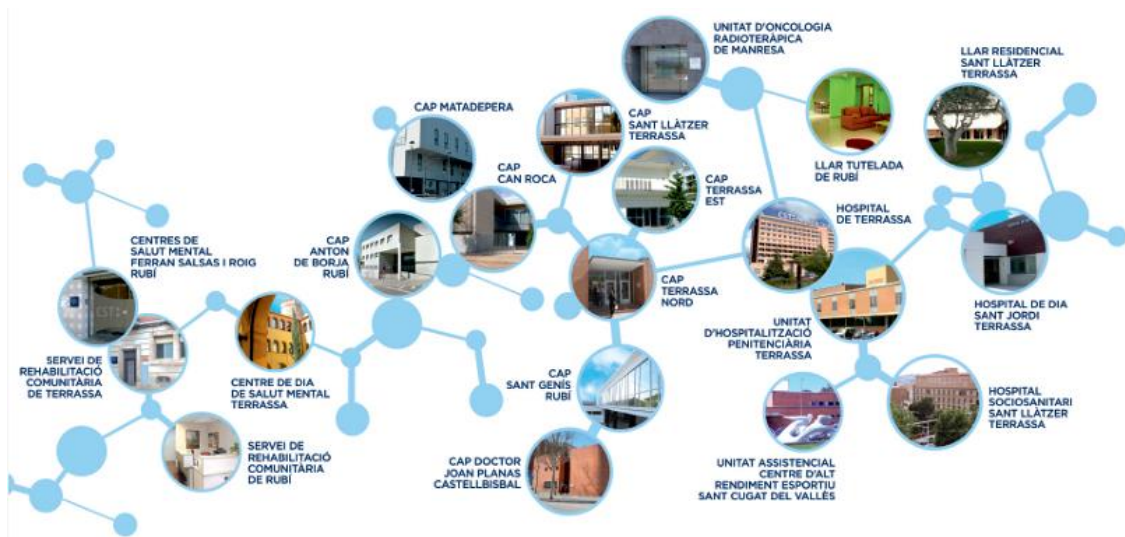 UNITAT D'ONCOLOGIA
RADIOTERÀPICA
DE MANRESA
LLAR RESIDENCIAL
SANT LLÀTZER
TERRASSA
CAP MATADEPERA
CAP
SANT LLÀTZER
TERRASSA
CAP
CAN ROCA
CAP
TERRASSA
EST
LLAR TUTELADA
DE RUBÍ
HOSPITAL
DE TERRASSA
CENTRES DE
SALUT MENTAL
FERRAN SALSAS I ROIG
RUBÍ
CAP
ANTON
DE BORJA
RUBÍ
CAP
TERRASSA
NORD
HOSPITAL DE DIA
SANT JORDI
TERRASSA
UNITAT
D'HOSPITALITZACIÓ
PENITENCIÀRIA
TERRASSA
SERVEI DE
REHABILITACIÓ
COMUNITÀRIA
DE TERRASSA
CENTRE DE DIA
DE SALUT MENTAL
TERRASSA
CAP
SANT GENÍS
RUBÍ
HOSPITAL
SOCIOSANITARI
SANT LLÀTZER
TERRASSA
SERVEI DE
REHABILITACIÓ
COMUNITÀRIA
DE RUBÍ
CAP DOCTOR
JOAN PLANAS
CASTELLBISBAL
UNITAT ASSISTENCIAL
CENTRE D'ALT
RENDIMENT ESPORTIU
SANT CUGAT DEL VALLÈS